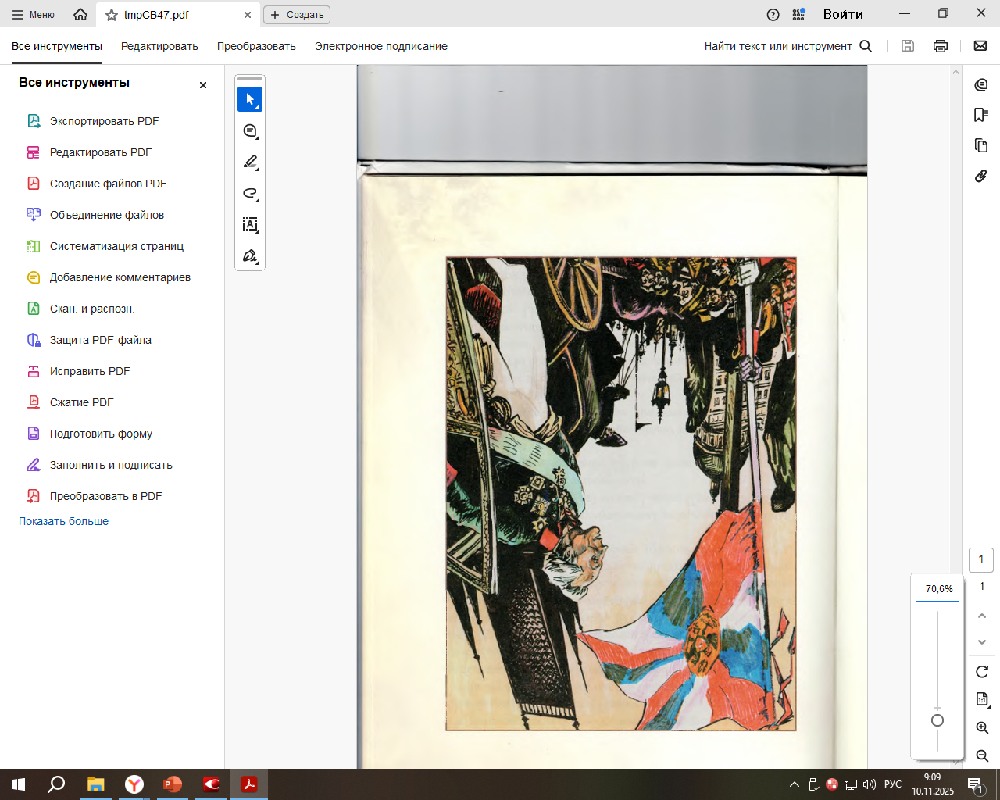 Меню
tmpCB47.pdf
Создать
Войти
Все инструменты
Редактировать
Преобразовать
Электронное подписание
Найти текст или инструмент
Все инструменты
Экспортировать PDF
Редактировать PDF
Создание файлов PDF
Объединение файлов
Систематизация страниц
Добавление комментариев
Скан. и распозн.
Защита PDF-файла
Исправить PDF
Сжатие PDF
Подготовить форму
Заполнить и подписать
Преобразовать в PDF
Показать больше
1
1
70,6%
1:1
РУС
9:09
10.11.2025
1